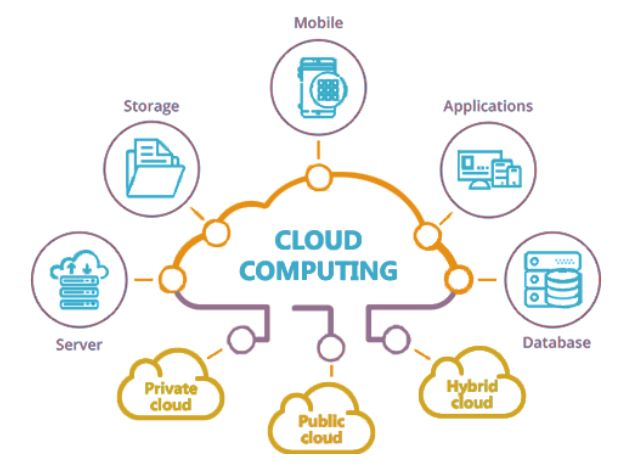 Mobile
Storage
Applications
CLOUD
COMPUTING
Server
Database
Private
cloud
Public
cloud
Hybrid
cloud